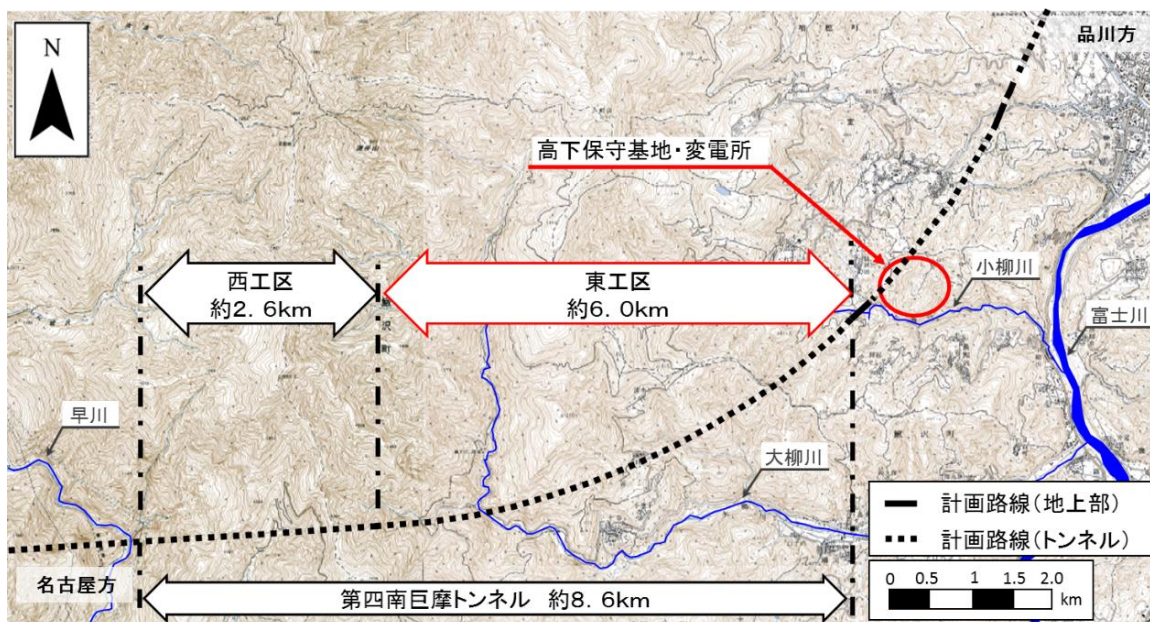 N
品川方
高下保守基地・変電所
西工区
約2.6km
東工区
約6.0km
小柳川
富士川
早川
大柳川
計画路線(地上部)
計画路線(トンネル)
名古屋方
第四南巨摩トンネル 約8.6km
0 0.5 1 1.5 2.0
km